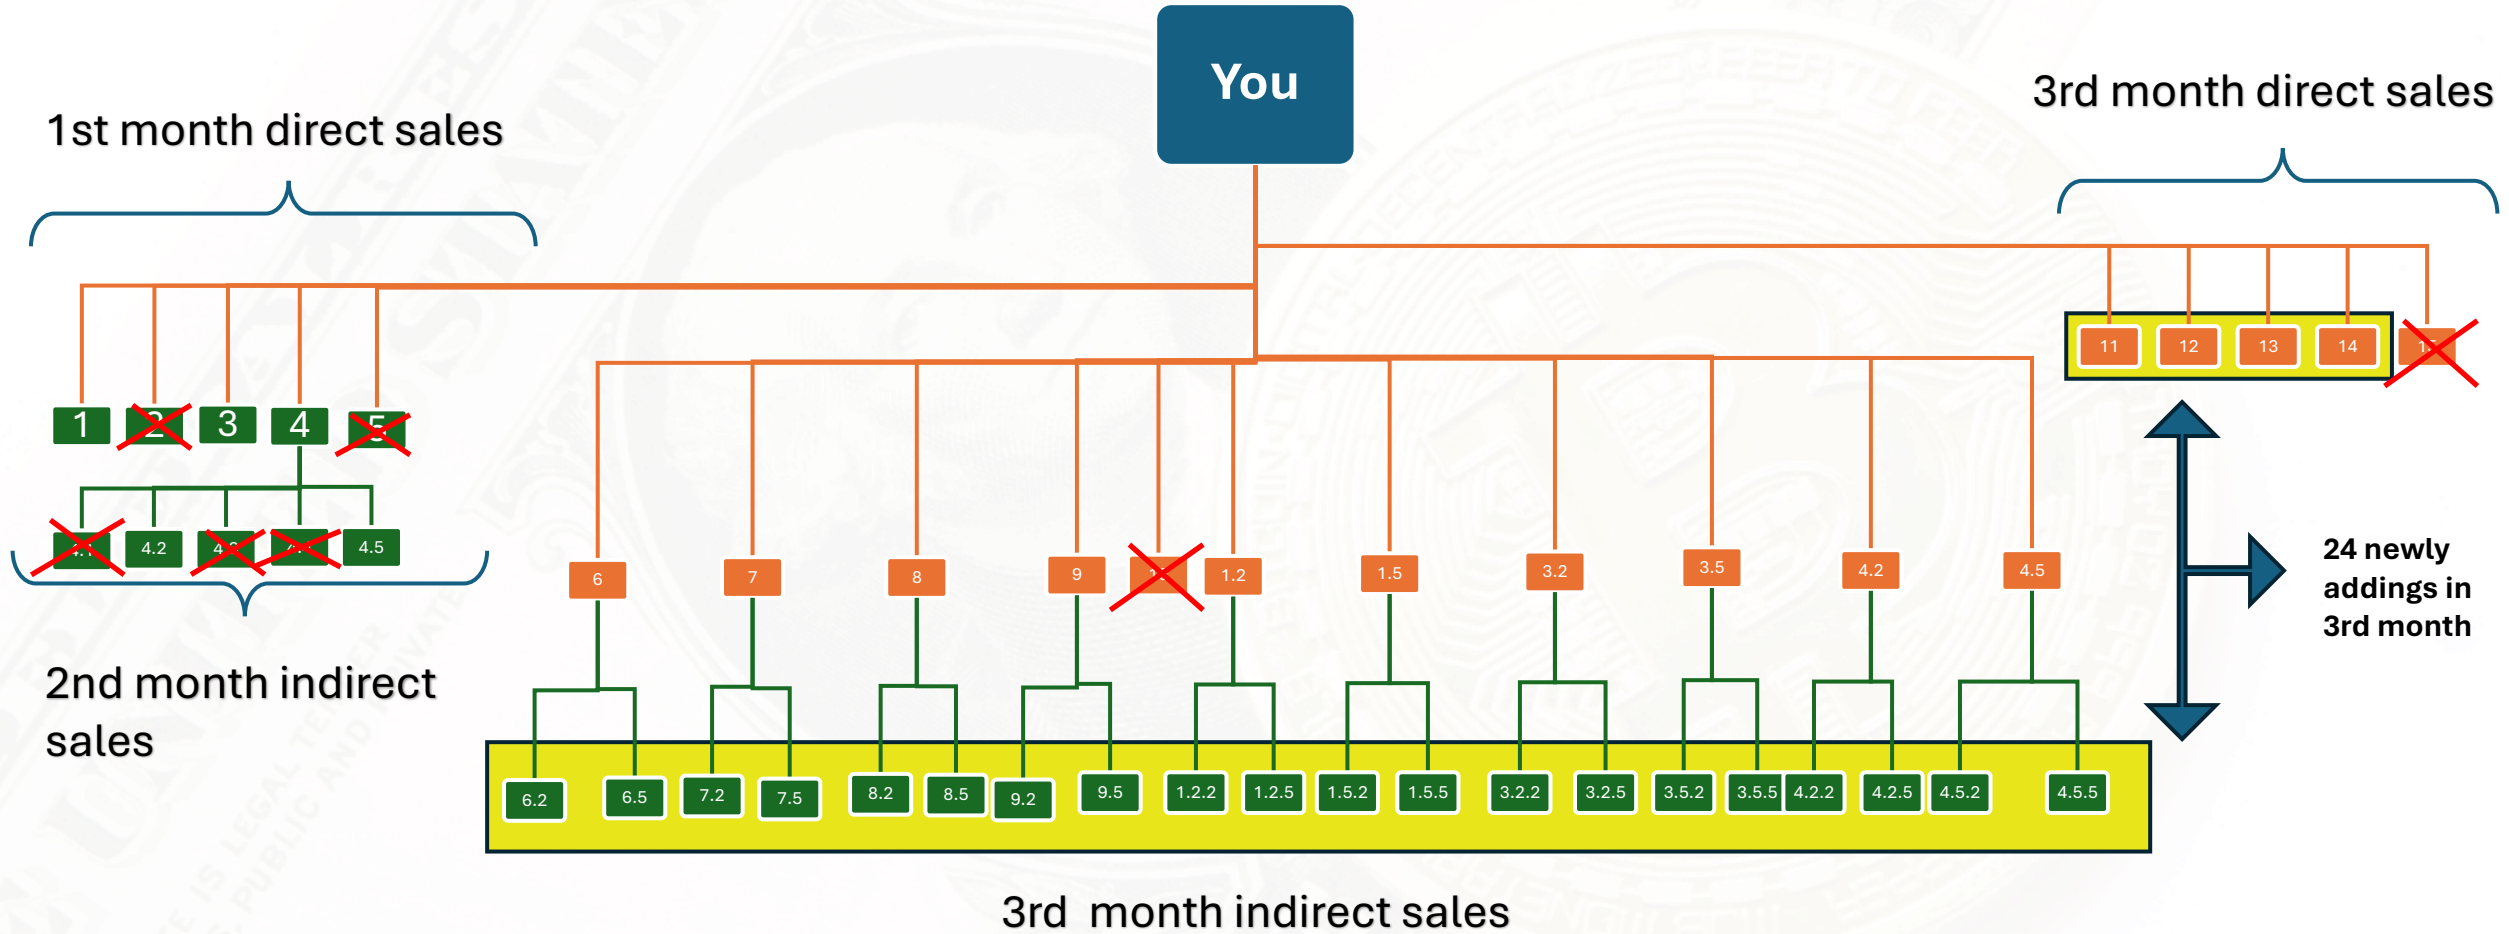 You
1st month direct sales
3rd month direct sales
11 12 13 14
1 2 3 4 5
4.2 4.5
2nd month indirect
sales
6 7 8 9 1.2 1.5 3.2 3.5 4.2 4.5
24 newly
addings in
3rd month
6.2 6.5 7.2 7.5 8.2 8.5 9.2 9.5 1.2.2 1.2.5 1.5.2 1.5.5 3.2.2 3.2.5 3.5.2 3.5.5 4.2.2 4.2.5 4.5.2 4.5.5
3rd month indirect sales